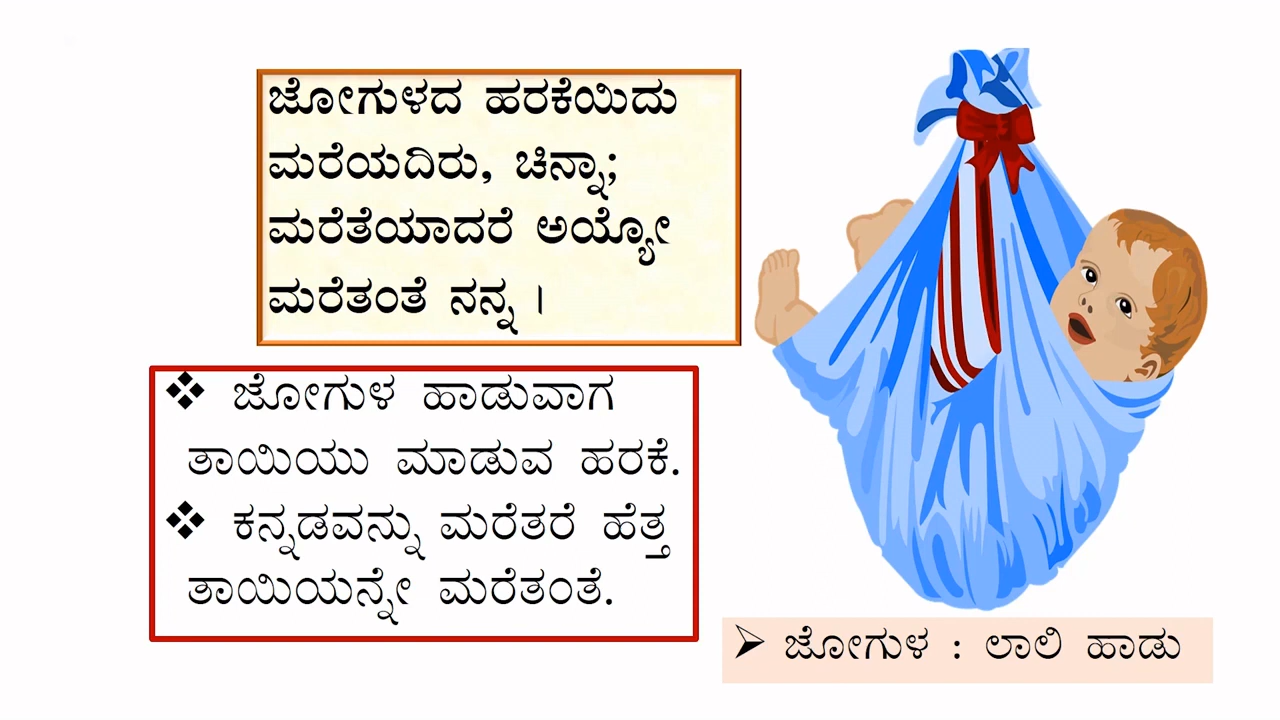 ಜೋಗುಳದ ಹರಕೆಯಿದು
ಮರೆಯದಿರು, ಚಿನ್ನಾ;
ಮರೆತೆಯಾದರೆ ಅಯ್ಯೋ
ಮರೆತಂತೆ ನನ್ನ ।
❖ ಜೋಗುಳ ಹಾಡುವಾಗ
ತಾಯಿಯು ಮಾಡುವ ಹರಕೆ.
❖ ಕನ್ನಡವನ್ನು ಮರೆತರೆ ಹೆತ್ತ
ತಾಯಿಯನ್ನೇ ಮರೆತಂತೆ.
➢ ಜೋಗುಳ : ಲಾಲಿ ಹಾಡು